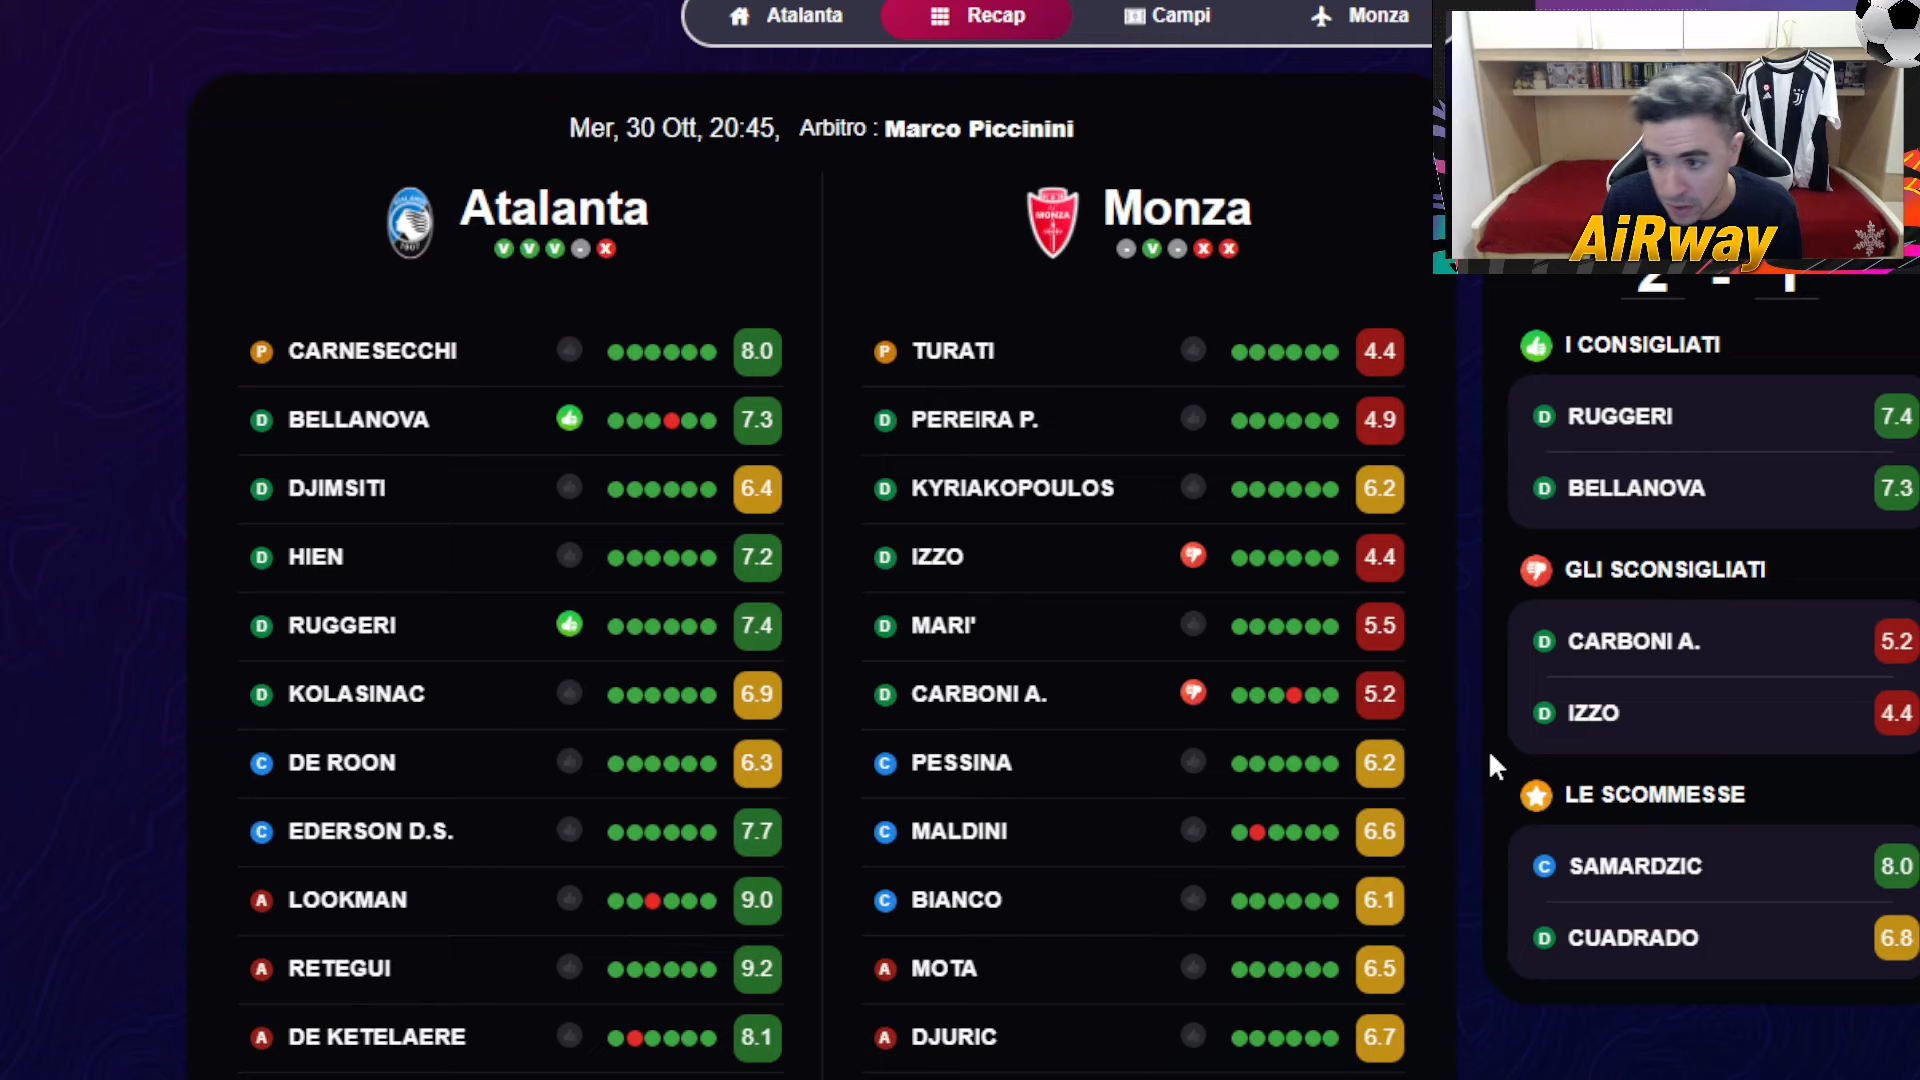 Atalanta
Recap
Campi
Monza
Mer, 30 Ott, 20:45, Arbitro : Marco Piccinini
Atalanta
V V V - X
Monza
- V - X X
AiRway
2 - 1
P CARNESECCHI 8.0
D BELLANOVA 7.3
D DJIMSITI 6.4
D HIEN 7.2
D RUGGERI 7.4
D KOLASINAC 6.9
C DE ROON 6.3
C EDERSON D.S. 7.7
A LOOKMAN 9.0
A RETEGUI 9.2
A DE KETELAERE 8.1
P TURATI 4.4
D PEREIRA P. 4.9
D KYRIAKOPOULOS 6.2
D IZZO 4.4
D MARI' 5.5
D CARBONI A. 5.2
C PESSINA 6.2
C MALDINI 6.6
C BIANCO 6.1
A MOTA 6.5
A DJURIC 6.7
I CONSIGLIATI
D RUGGERI 7.4
D BELLANOVA 7.3
GLI SCONSIGLIATI
D CARBONI A. 5.2
D IZZO 4.4
LE SCOMMESSE
C SAMARDZIC 8.0
D CUADRADO 6.8
MONZA
1907